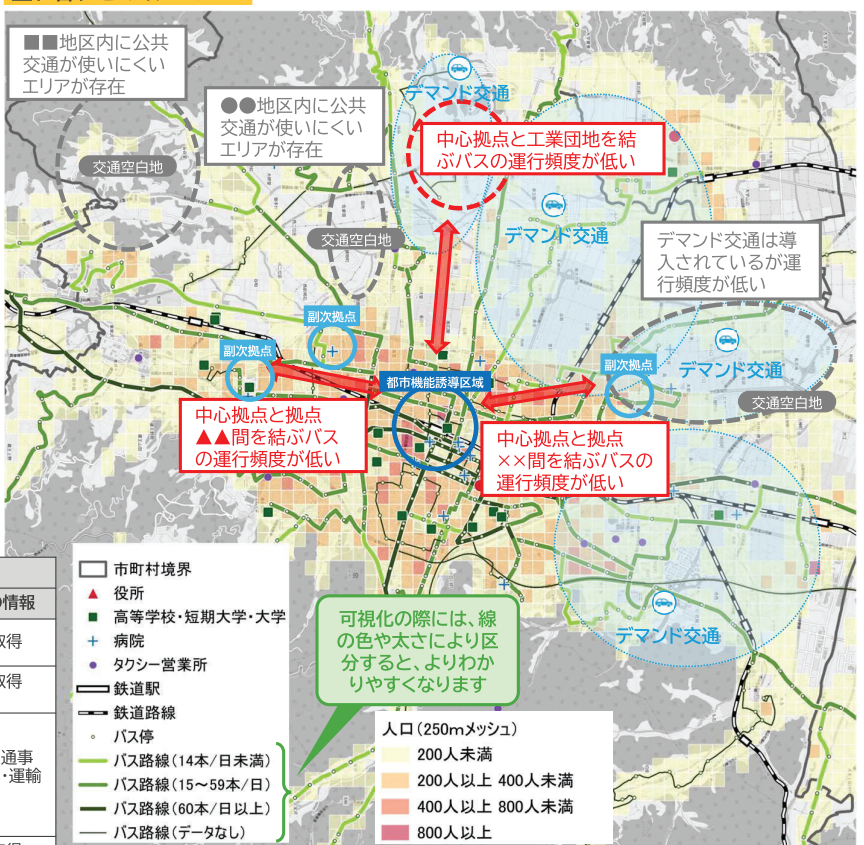 ■■地区内に公共
交通が使いにくい
エリアが存在
●●地区内に公共
交通が使いにくい
エリアが存在
デマンド交通
中心拠点と工業団地を結
ぶバスの運行頻度が低い
交通空白地
デマンド交通
交通空白地
デマンド交通は導
入されているが運
行頻度が低い
副次拠点
副次拠点
副次拠点
デマンド交通
都市機能誘導区域
交通空白地
中心拠点と拠点
▲▲間を結ぶバス
の運行頻度が低い
中心拠点と拠点
××間を結ぶバスの
運行頻度が低い
デマンド交通
情報
取得
取得
通事
・運輸
市町村境界
役所
高等学校・短期大学・大学
病院
タクシー営業所
鉄道駅
鉄道路線
バス停
バス路線(14本/日未満)
バス路線(15~59本/日)
バス路線(60本/日以上)
バス路線(データなし)
可視化の際には、線
の色や太さにより区
分すると、よりわか
りやすくなります
人口(250mメッシュ)
200人未満
200人以上 400人未満
400人以上 800人未満
800人以上